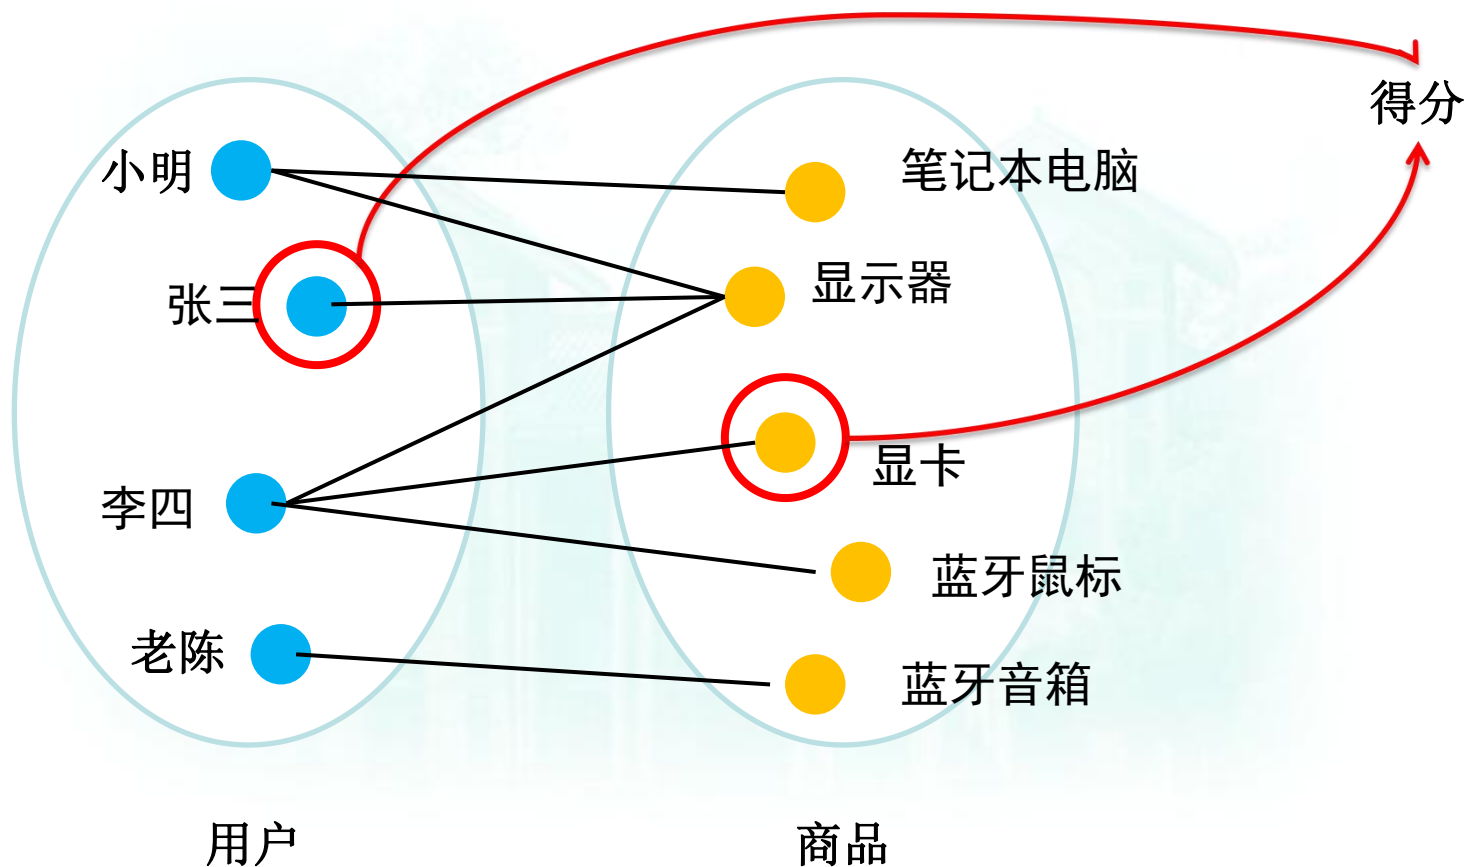 得分
小明
笔记本电脑
张三
显示器
显卡
李四
蓝牙鼠标
老陈
蓝牙音箱
用户
商品